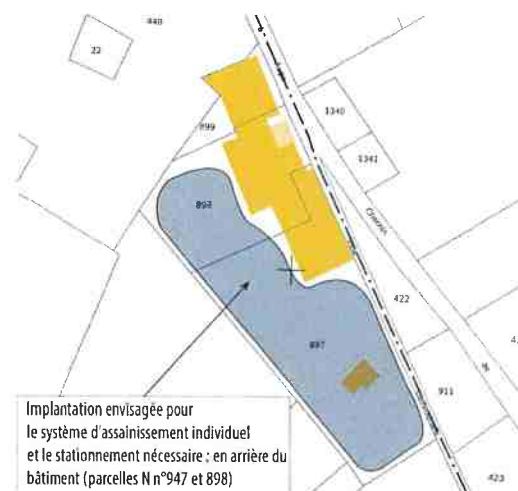 448
22
1340
899
1341
898
Chemin
422
897
911
423
Implantation envisagée pour
le système d'assainissement individuel
et le stationnement nécessaire ; en arrière du
bâtiment (parcelles N n°947 et 898)